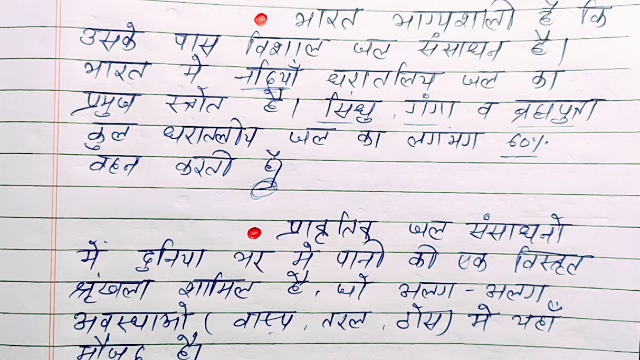 भारत भाग्यशाली है कि
उसके पास विशाल जल संसाधन है।
भारत में नदियाँ धरातलिय जल का
प्रमुख स्त्रोत है। सिंधु, गंगा व ब्रह्मपुत्रा
कुल धरातलीय जल का लगभग 60%
वहन करती है
प्राकृतिक जल संसाधनो
में दुनिया भर में पानी की एक विस्तृत
श्रृंखला शामिल है, जो अलग-अलग
अवस्थाओ (वास्प, तरल, ठोस) मे यहाँ
मौजुद है।